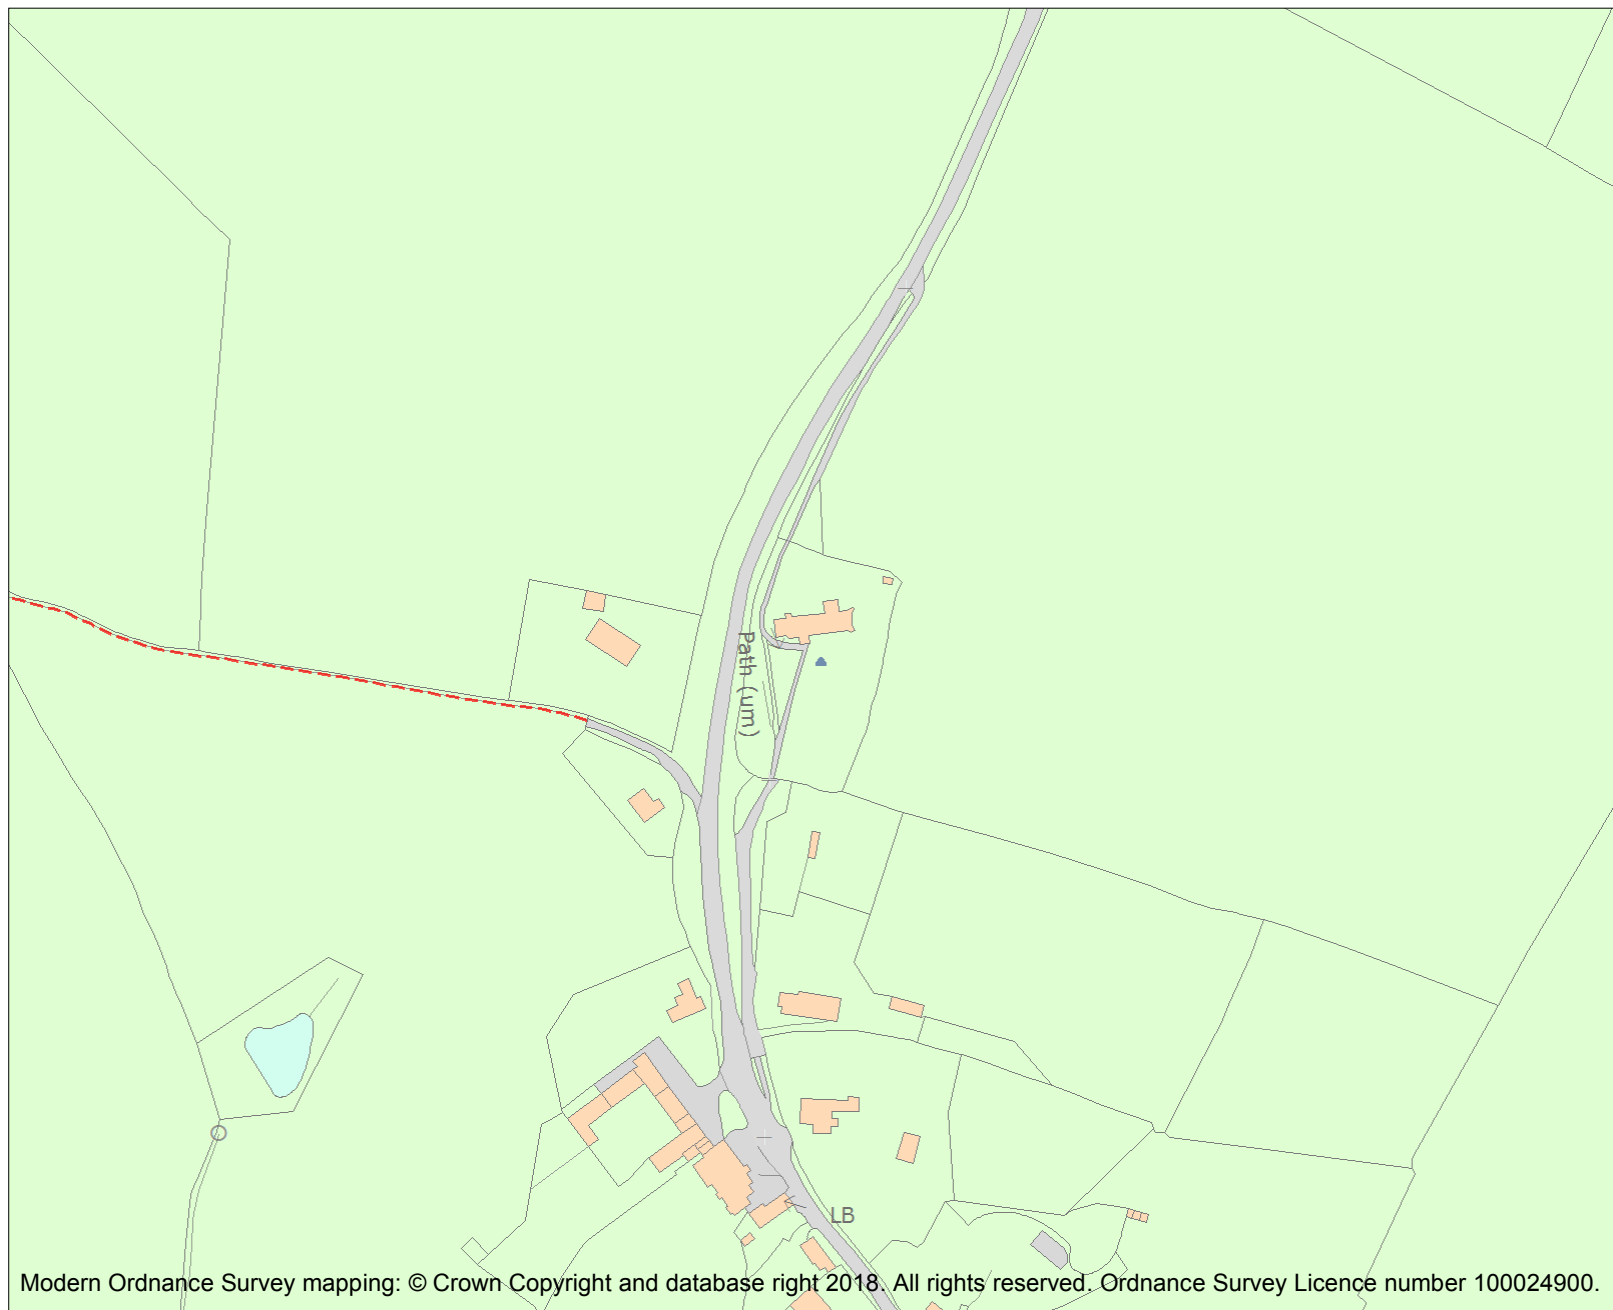 Path (um)
LB
Modern Ordnance Survey mapping: © Crown Copyright and database right 2018. All rights reserved. Ordnance Survey Licence number 100024900.